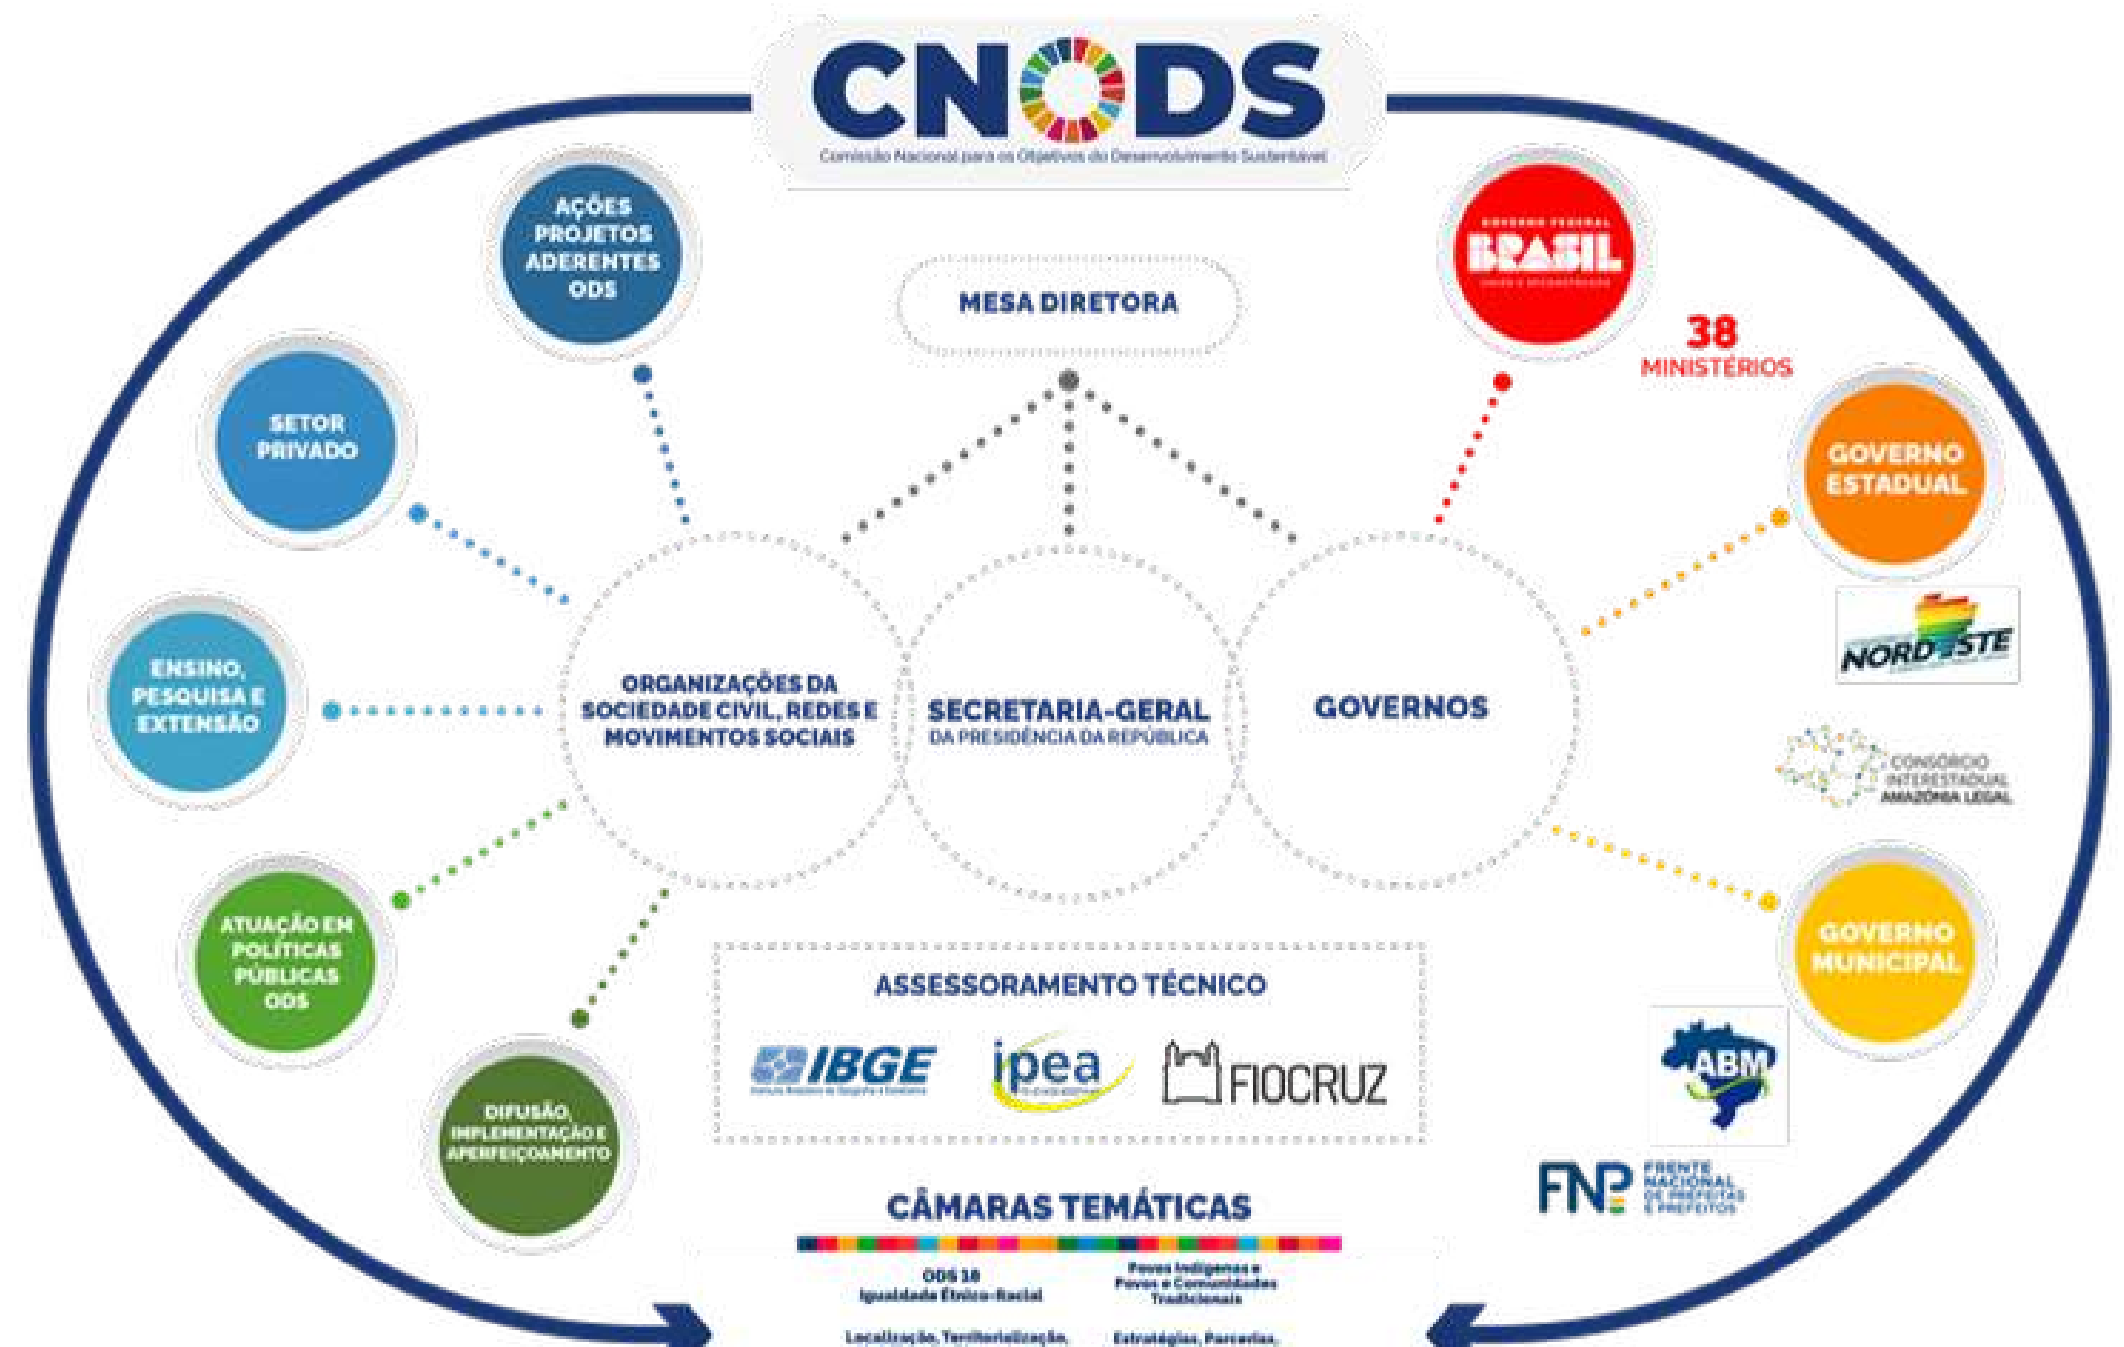 CNODS
Comissão Nacional para os Objetivos do Desenvolvimento Sustentável
AÇÕES
PROJETOS
ADERENTES
ODS
SETOR
PRIVADO
ENSINO,
PESQUISA E
EXTENSÃO
ATUAÇÃO EM
POLÍTICAS
PÚBLICAS
ODS
DIFUSÃO,
IMPLEMENTAÇÃO E
APERFEIÇOAMENTO
MESA DIRETORA
ORGANIZAÇÕES DA
SOCIEDADE CIVIL, REDES E
MOVIMENTOS SOCIAIS
SECRETARIA-GERAL
DA PRESIDÊNCIA DA REPÚBLICA
GOVERNOS
GOVERNO FEDERAL
BRASIL
38
MINISTÉRIOS
GOVERNO
ESTADUAL
NORDESTE
CONSÓRCIO
INTERESTADUAL
AMAZÔNIA LEGAL
GOVERNO
MUNICIPAL
ABM
FNP
FRENTE
NACIONAL
DE PREFEITAS
E PREFEITOS
ASSESSORAMENTO TÉCNICO
IBGE
ipea
FIOCRUZ
CÂMARAS TEMÁTICAS
ODS 18
Igualdade Étnico-Racial
Povos Indígenas e
Povos e Comunidades
Tradicionais
Localização, Territorialização,
Estratégias, Parcerias,